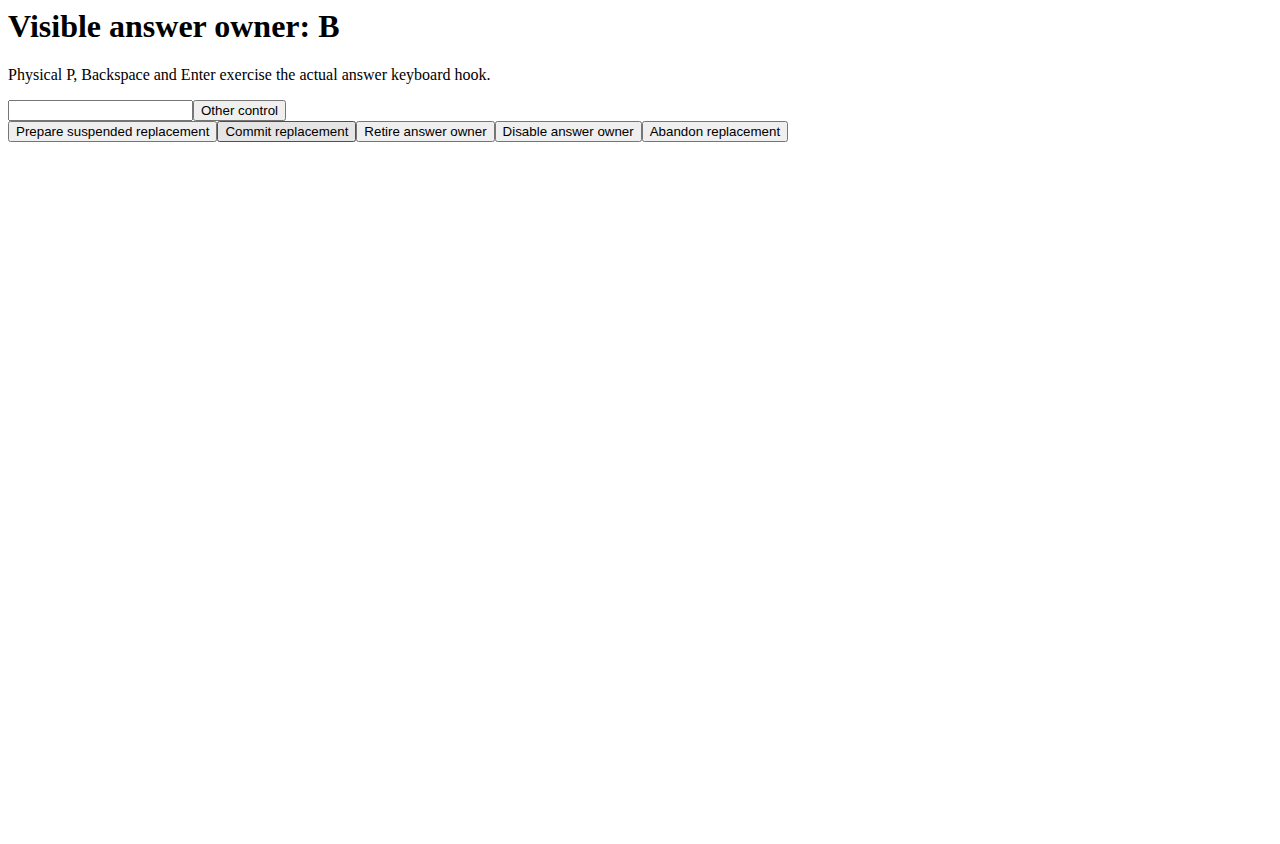 Visible answer owner: B
Physical P, Backspace and Enter exercise the actual answer keyboard hook.
Other control
Prepare suspended replacement Commit replacement Retire answer owner Disable answer owner Abandon replacement